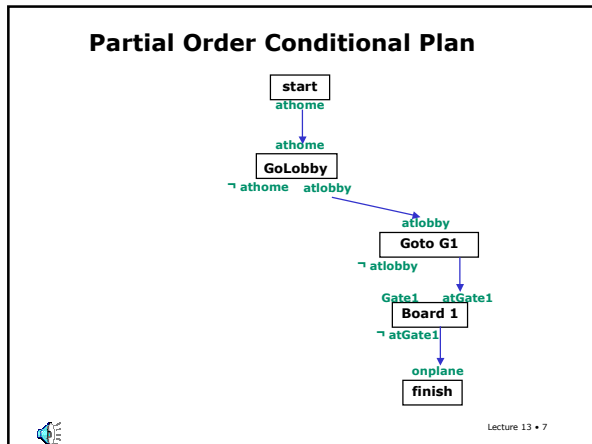 Partial Order Conditional Plan
start
athome
athome
GoLobby
¬ athome atlobby
atlobby
Goto G1
¬ atlobby
Gate1 atGate1
Board 1
¬ atGate1
onplane
finish
Lecture 13 • 7